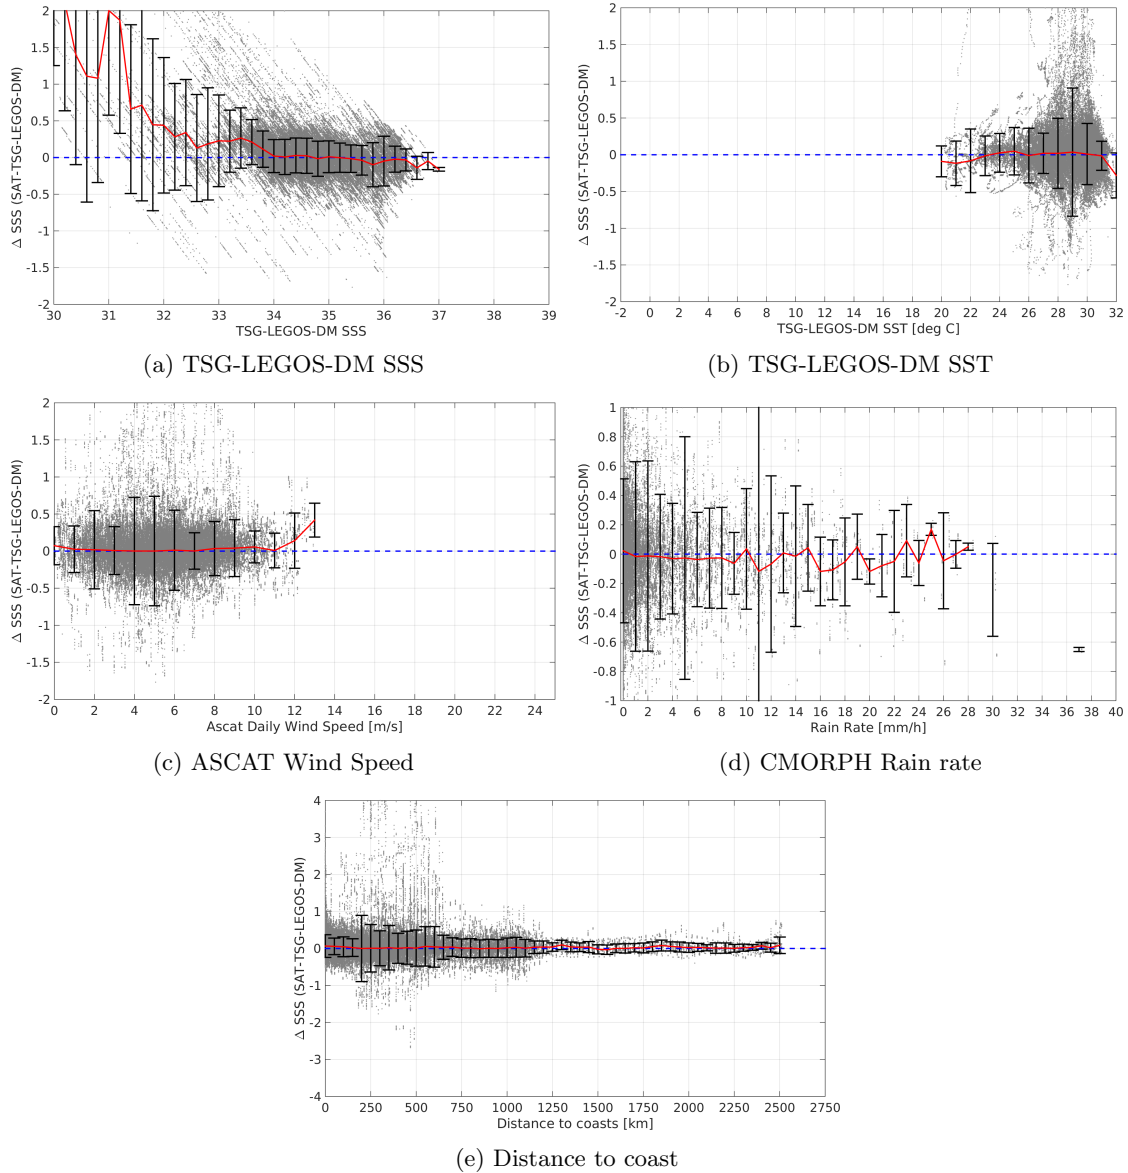 2
1.5
1
0.5
0
-0.5
-1
-1.5
-2
Δ SSS (SAT-TSG-LEGOS-DM)
30 31 32 33 34 35 36 37 38 39
TSG-LEGOS-DM SSS
(a) TSG-LEGOS-DM SSS
2
1.5
1
0.5
0
-0.5
-1
-1.5
-2
Δ SSS (SAT-TSG-LEGOS-DM)
-2 0 2 4 6 8 10 12 14 16 18 20 22 24 26 28 30 32
TSG-LEGOS-DM SST [deg C]
(b) TSG-LEGOS-DM SST
2
1.5
1
0.5
0
-0.5
-1
-1.5
-2
Δ SSS (SAT-TSG-LEGOS-DM)
0 2 4 6 8 10 12 14 16 18 20 22 24
Ascat Daily Wind Speed [m/s]
(c) ASCAT Wind Speed
1
0.8
0.6
0.4
0.2
0
-0.2
-0.4
-0.6
-0.8
-1
Δ SSS (SAT-TSG-LEGOS-DM)
0 2 4 6 8 10 12 14 16 18 20 22 24 26 28 30 32 34 36 38 40
Rain Rate [mm/h]
(d) CMORPH Rain rate
4
3
2
1
0
-1
-2
-3
-4
Δ SSS (SAT-TSG-LEGOS-DM)
0 250 500 750 1000 1250 1500 1750 2000 2250 2500 2750
Distance to coasts [km]
(e) Distance to coast